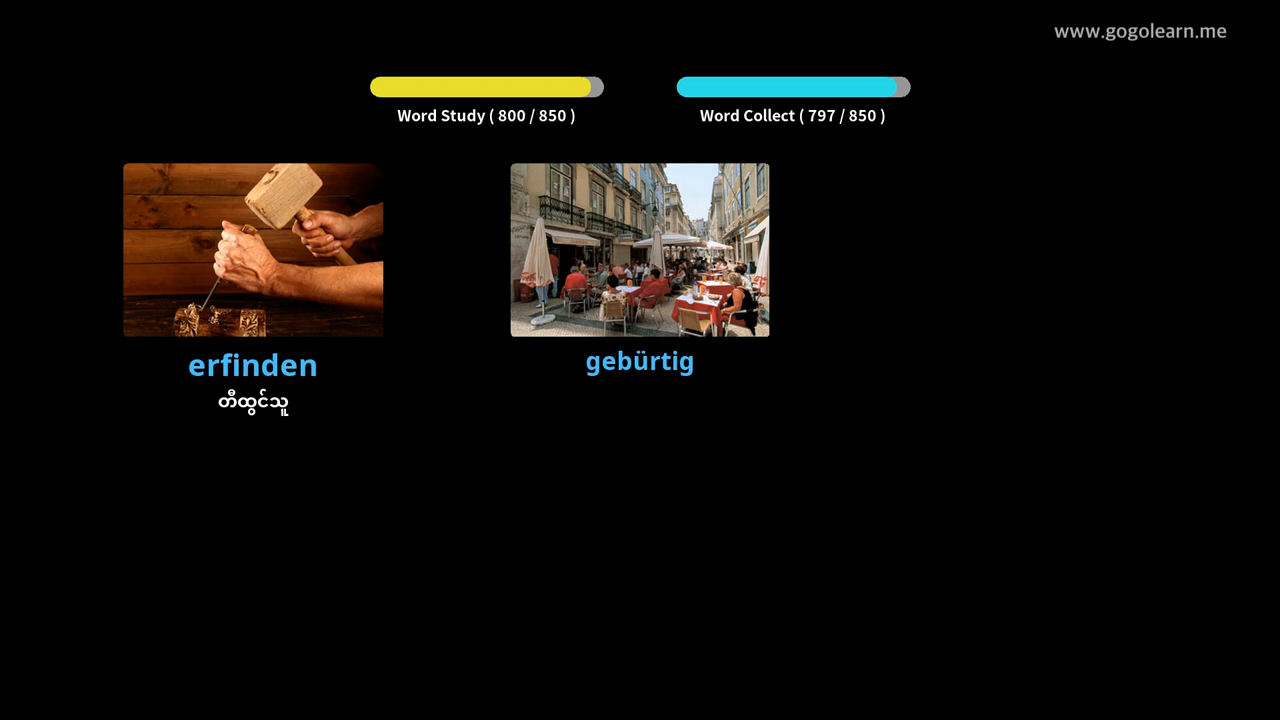 www.gogolearn.me
Word Study ( 800 / 850 )
Word Collect ( 797 / 850 )
erfinden
တီထွင်သူ
gebürtig